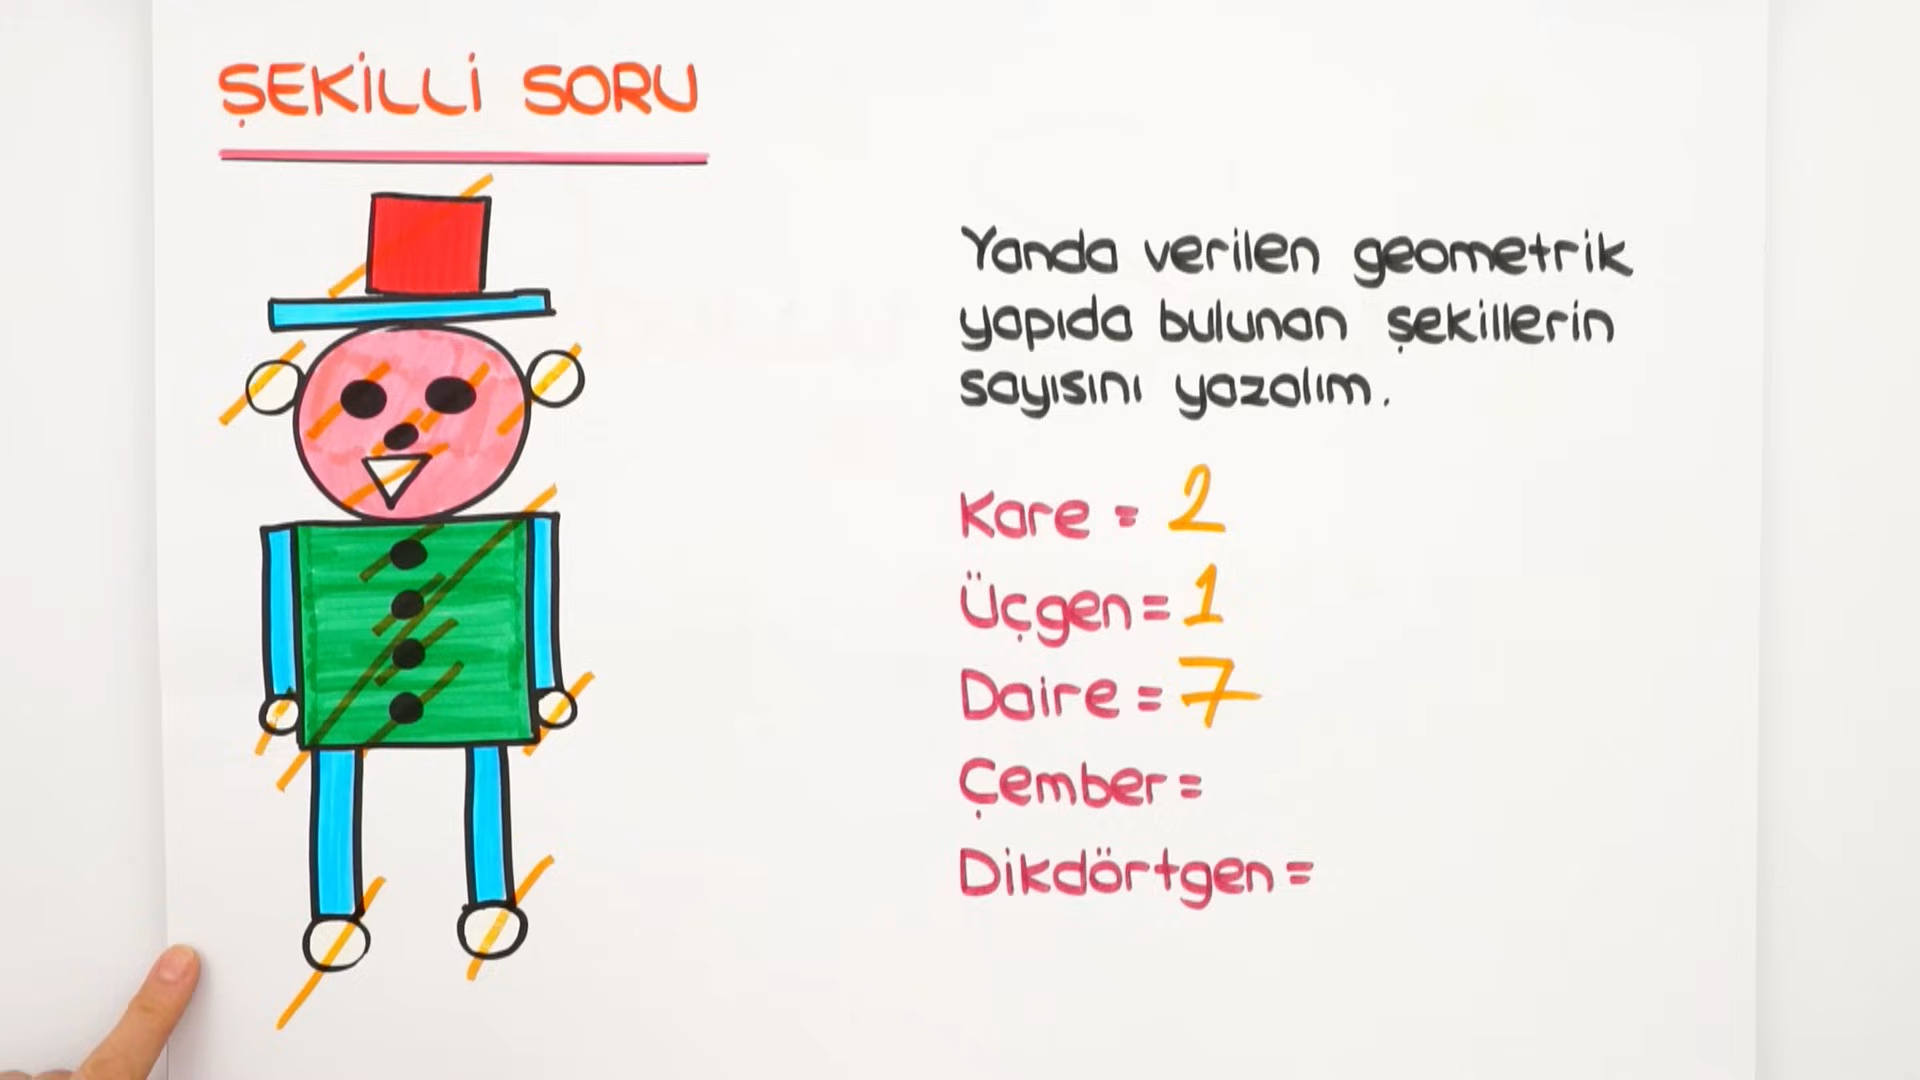 ŞEKİLLİ SORU
Yanda verilen geometrik
yapıda bulunan şekillerin
sayısını yazalım.
Kare = 2
Üçgen = 1
Daire = 7
Çember =
Dikdörtgen =